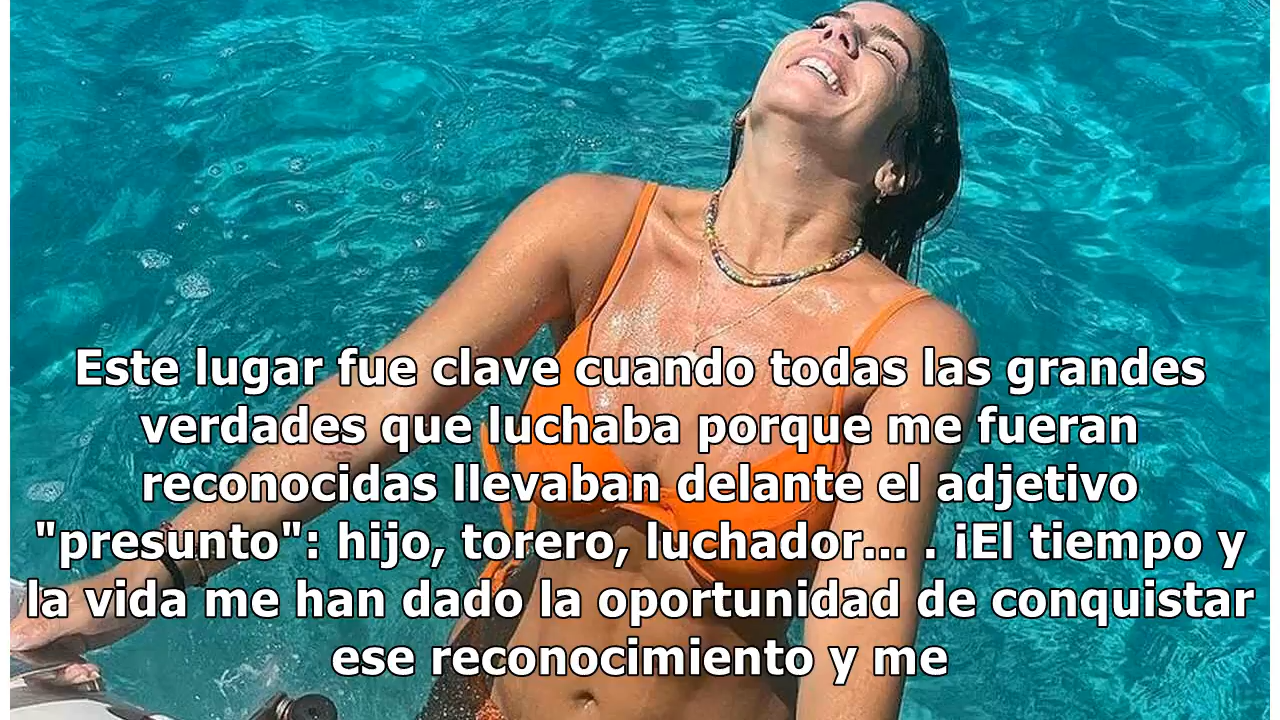 Este lugar fue clave cuando todas las grandes
verdades que luchaba porque me fueran
reconocidas llevaban delante el adjetivo
"presunto": hijo, torero, luchador... . ¡El tiempo y
la vida me han dado la oportunidad de conquistar
ese reconocimiento y me